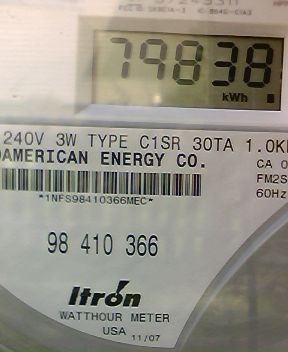 79838
kWh
240V 3W TYPE C1SR 30TA 1.0K
AMERICAN ENERGY CO.
CA 0
FM2S
60Hz
*1NFS98410366MEC*
98 410 366
Itron
WATTHOUR METER
USA 11/07